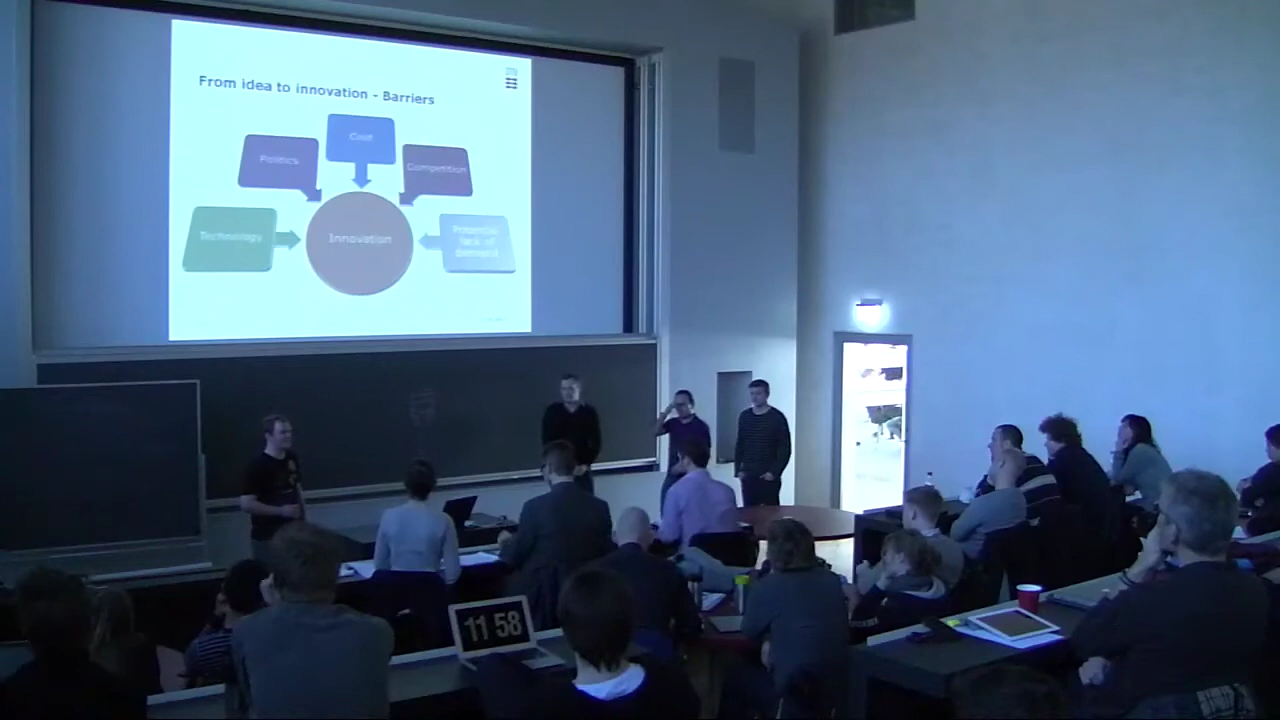 From idea to innovation - Barriers
Cost
Politics
Competition
Technology
Innovation
Potential
lack of
demand
11 58